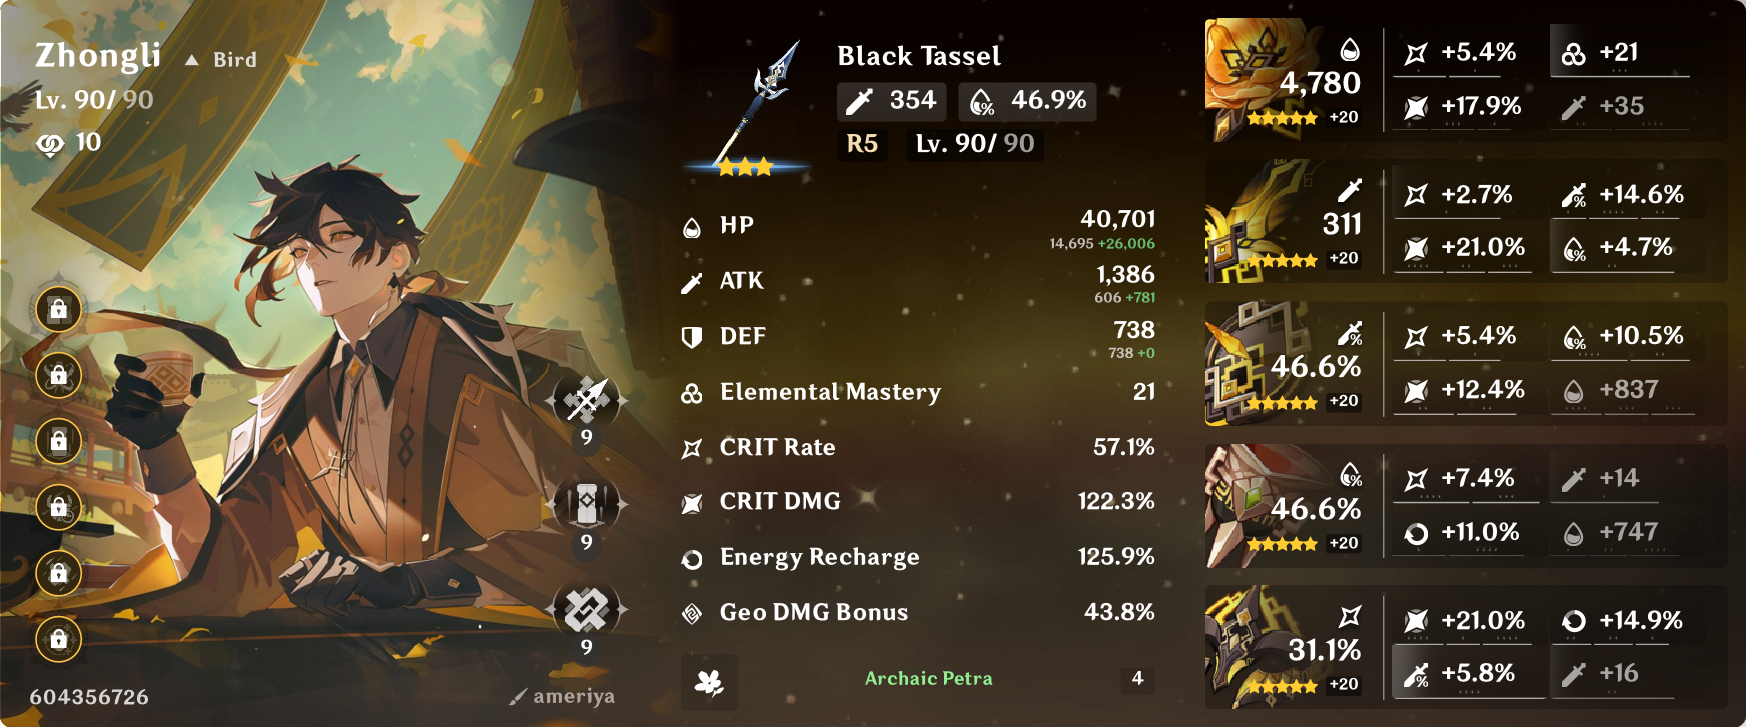 Zhongli Bird
Lv. 90/ 90
10
9
9
9
604356726
ameriya
Black Tassel
354 46.9%
R5 Lv. 90/ 90
HP 40,701
14,695 +26,006
ATK 1,386
606 +781
DEF 738
738 +0
Elemental Mastery 21
CRIT Rate 57.1%
CRIT DMG 122.3%
Energy Recharge 125.9%
Geo DMG Bonus 43.8%
Archaic Petra 4
4,780
+20
+5.4% +21
+17.9% +35
311
+20
+2.7% +14.6%
+21.0% +4.7%
46.6%
+20
+5.4% +10.5%
+12.4% +837
46.6%
+20
+7.4% +14
+11.0% +747
31.1%
+20
+21.0% +14.9%
+5.8% +16